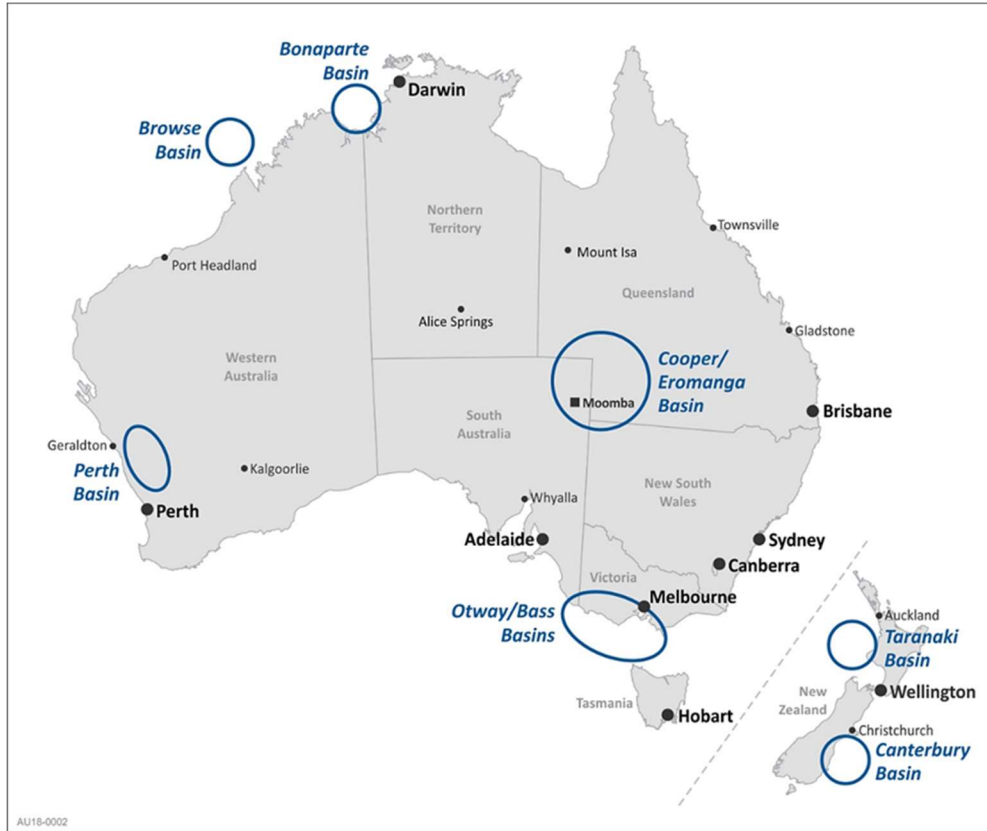 Bonaparte
Basin
Darwin
Browse
Basin
Northern
Territory
Townsville
Mount Isa
Port Headland
Queensland
Alice Springs
Gladstone
Western
Australia
Cooper/
Eromanga
Basin
Moomba
Brisbane
South
Australia
Geraldton
Perth
Basin
Kalgoorlie
New South
Wales
Whyalla
Perth
Adelaide
Sydney
Canberra
Victoria
Melbourne
Otway/Bass
Basins
Auckland
Taranaki
Basin
Tasmania
Hobart
New
Zealand
Wellington
Christchurch
Canterbury
Basin
AU18-0002